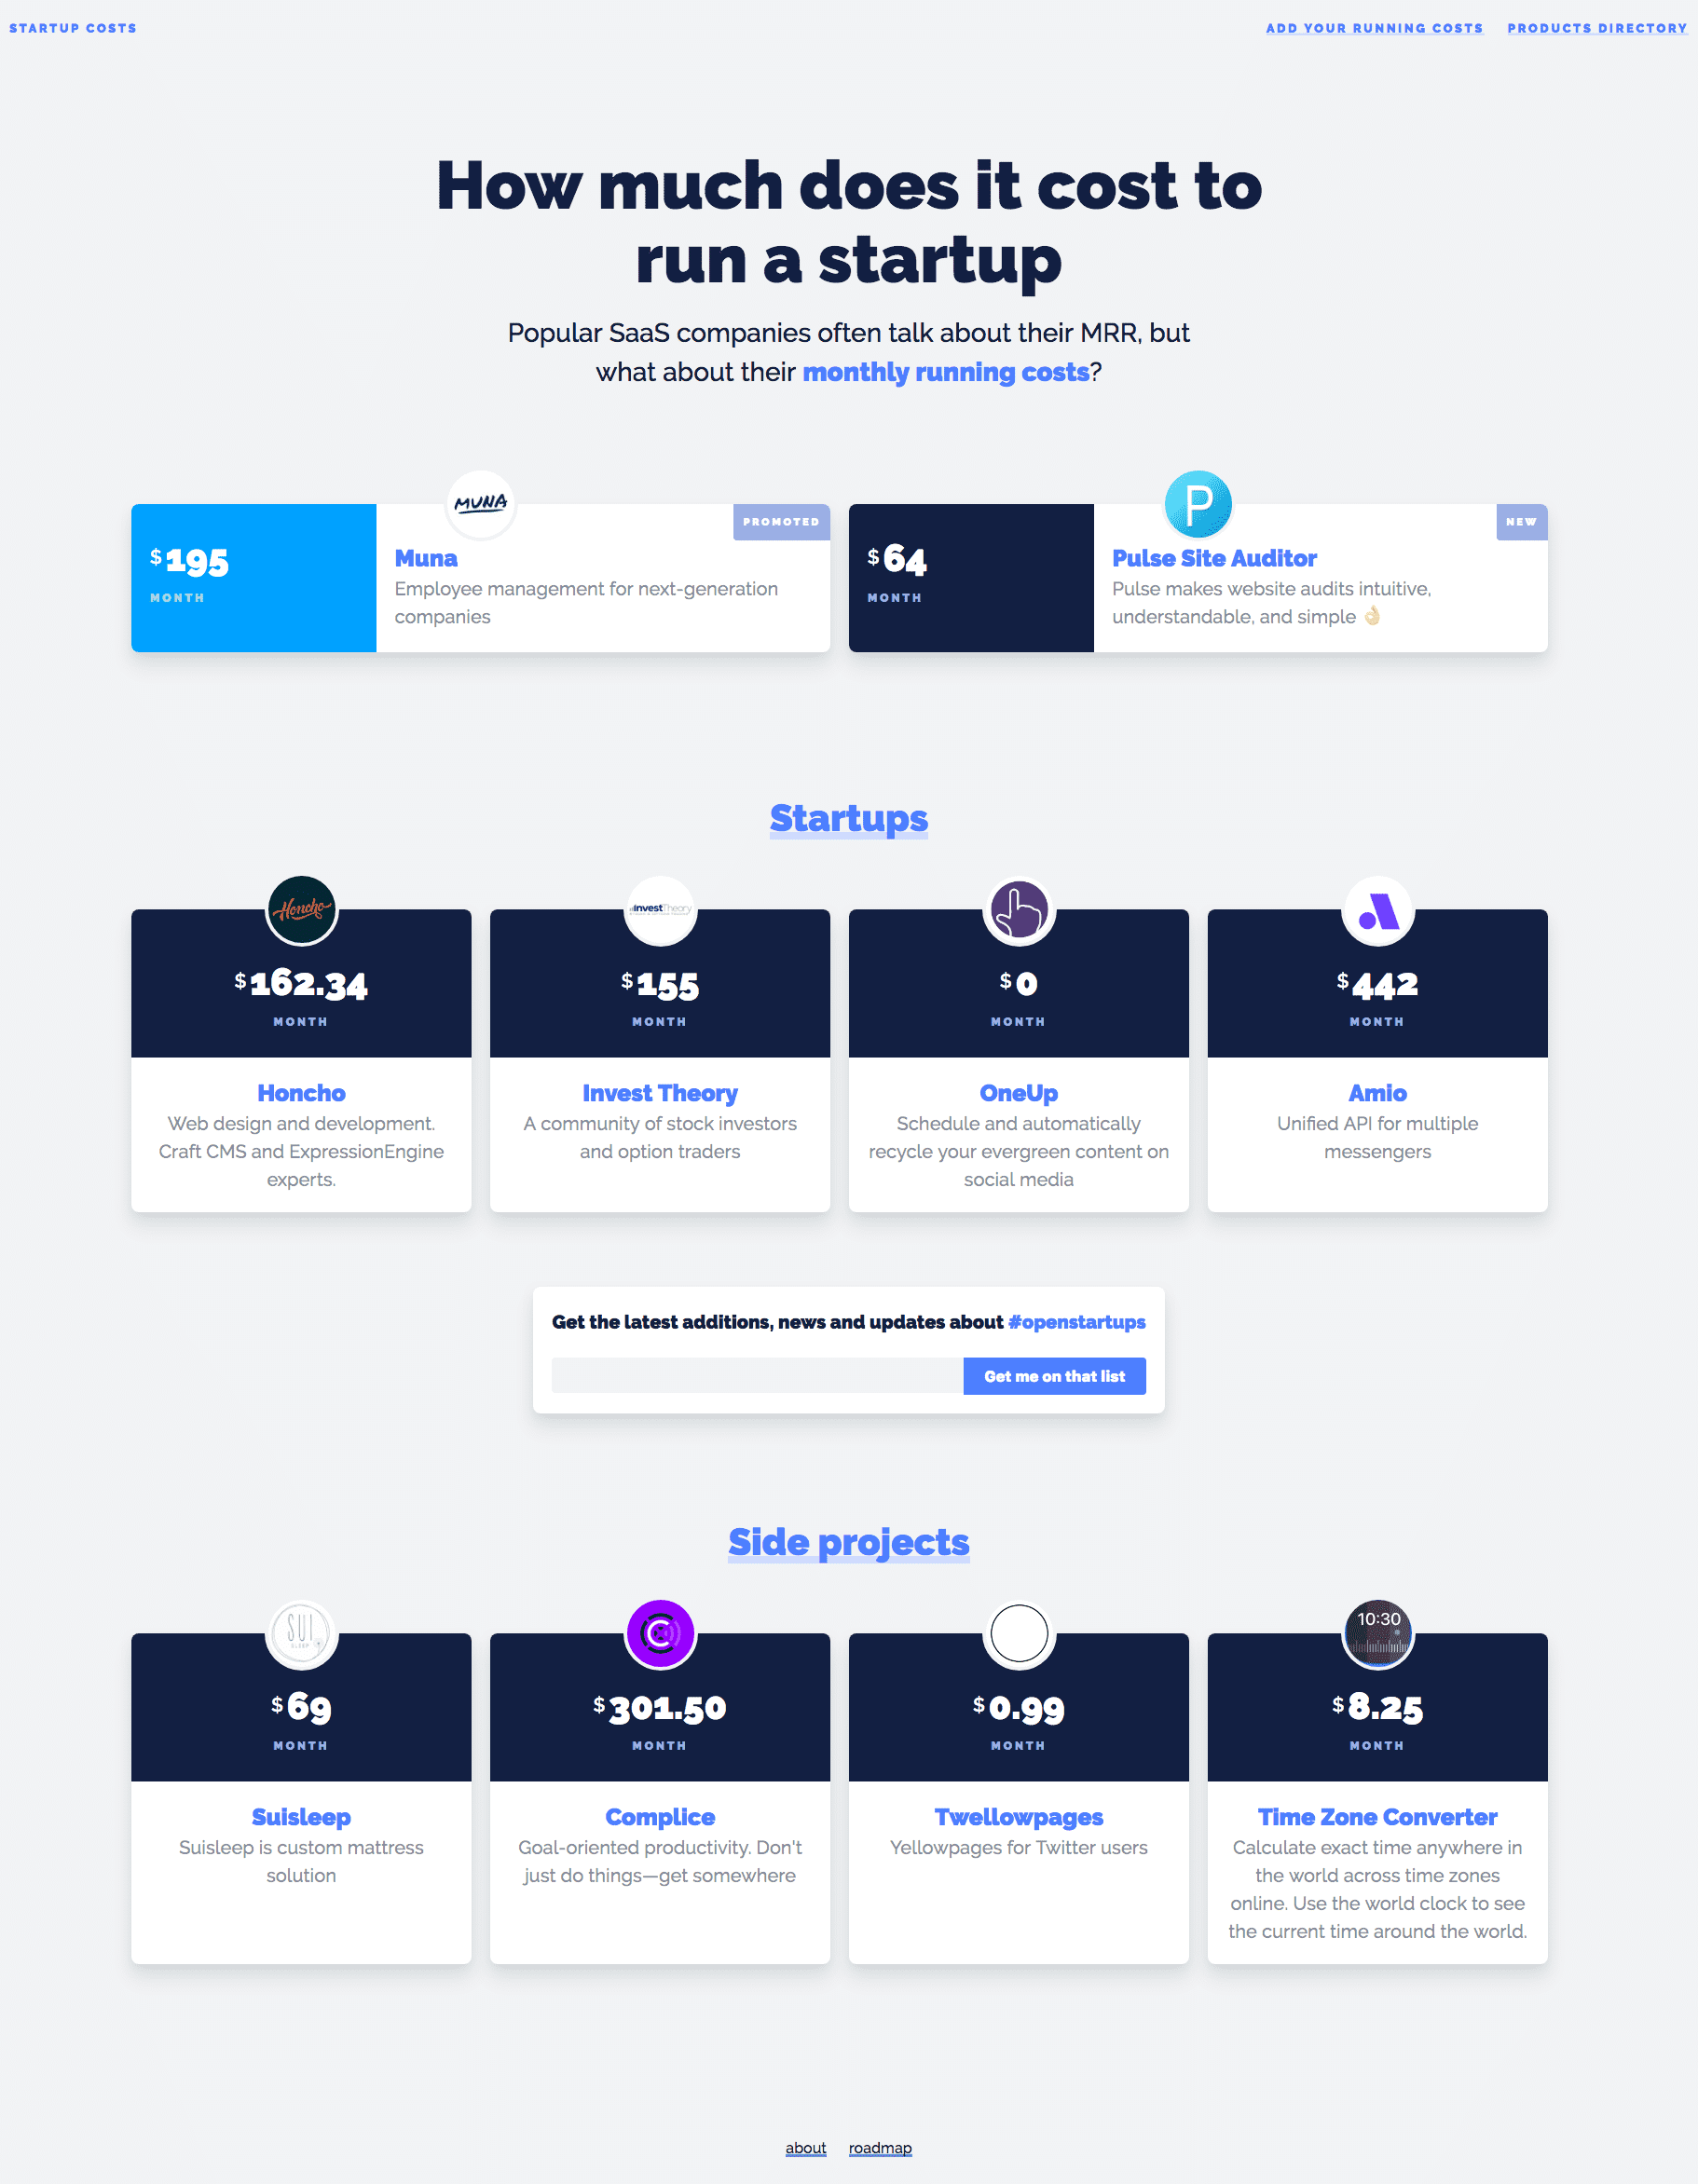 STARTUP COSTS
ADD YOUR RUNNING COSTS
PRODUCTS DIRECTORY
How much does it cost to
run a startup
Popular SaaS companies often talk about their MRR, but
what about their monthly running costs?
MUNA
PROMOTED
$195
MONTH
Muna
Employee management for next-generation
companies
P
NEW
$64
MONTH
Pulse Site Auditor
Pulse makes website audits intuitive,
understandable, and simple 👌🏻
Startups
Honcho
$162.34
MONTH
Honcho
Web design and development.
Craft CMS and ExpressionEngine
experts.
InvestTheory
$155
MONTH
Invest Theory
A community of stock investors
and option traders
$0
MONTH
OneUp
Schedule and automatically
recycle your evergreen content on
social media
$442
MONTH
Amio
Unified API for multiple
messengers
Get the latest additions, news and updates about #openstartups
Get me on that list
Side projects
SUI
SLEEP
$69
MONTH
Suisleep
Suisleep is custom mattress
solution
$301.50
MONTH
Complice
Goal-oriented productivity. Don't
just do things—get somewhere
$0.99
MONTH
Twellowpages
Yellowpages for Twitter users
10:30
$8.25
MONTH
Time Zone Converter
Calculate exact time anywhere in
the world across time zones
online. Use the world clock to see
the current time around the world.
about
roadmap